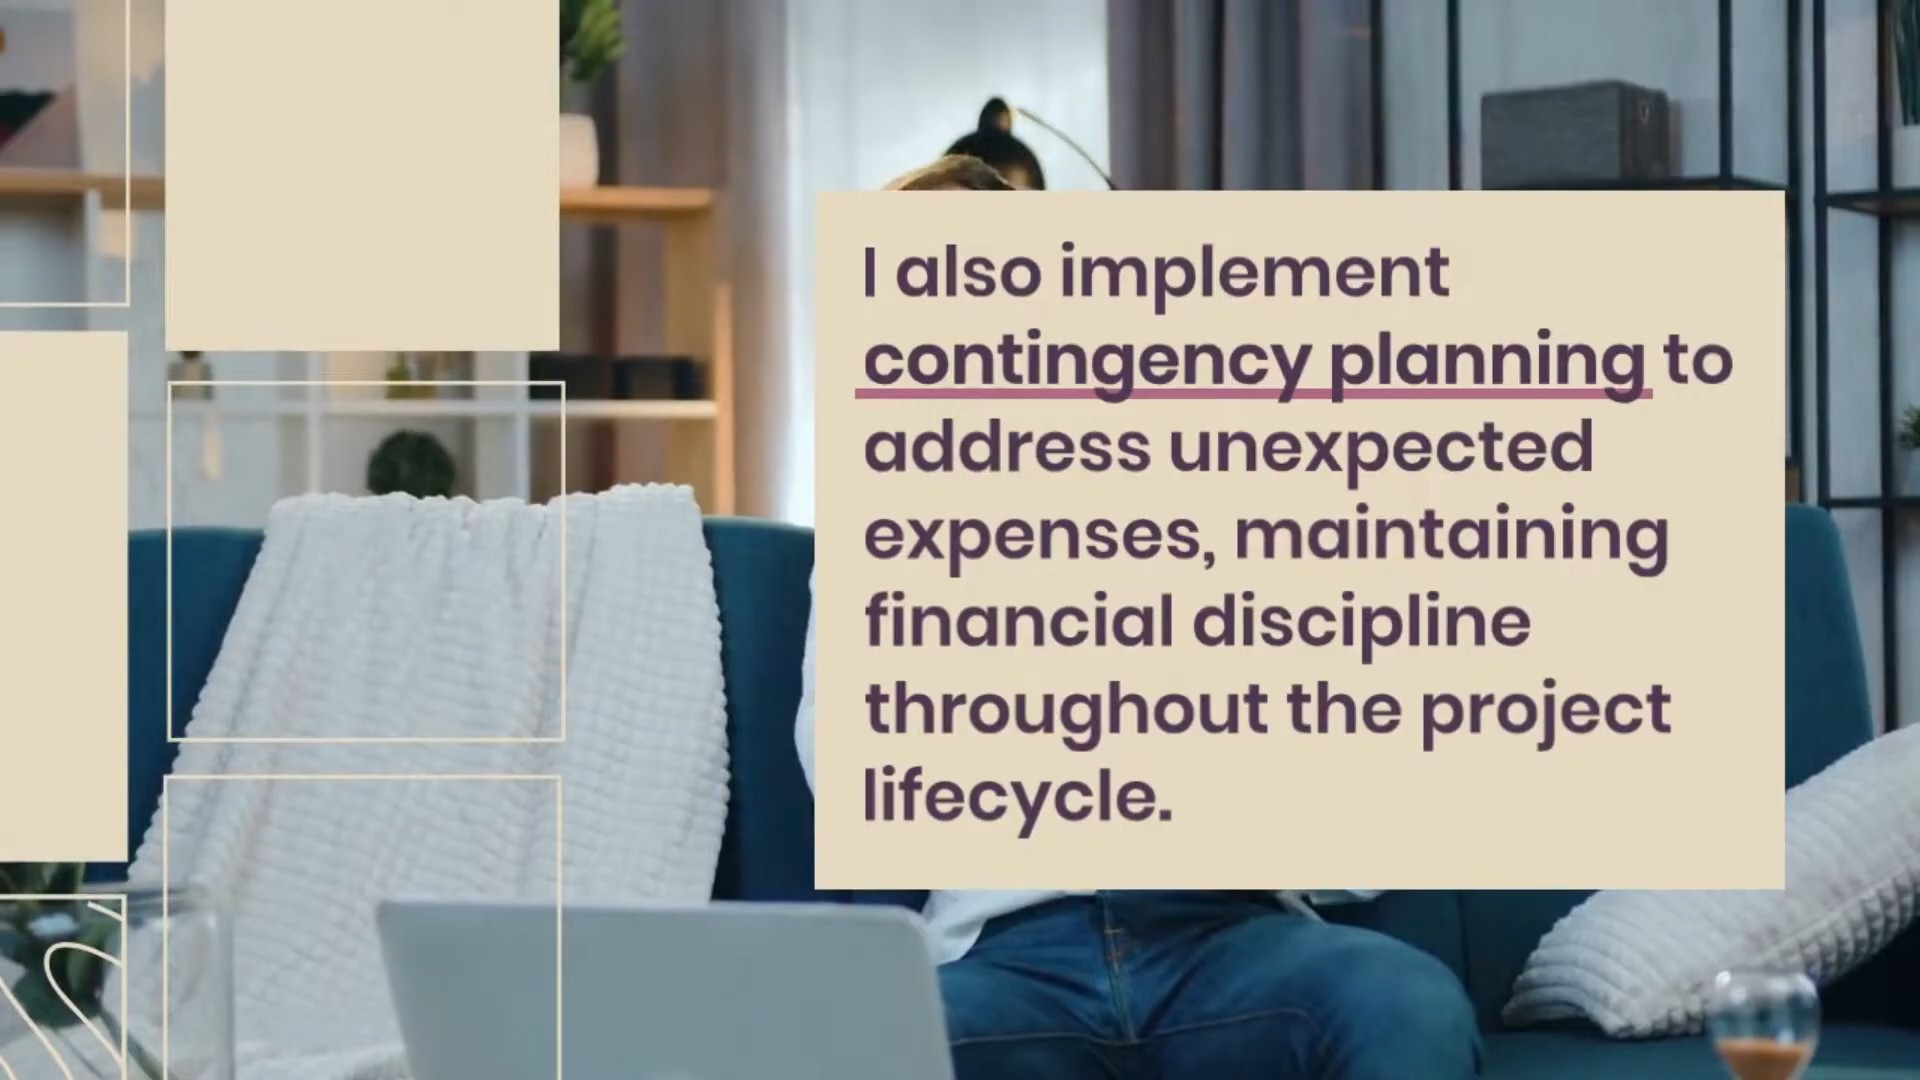 I also implement
contingency planning to
address unexpected
expenses, maintaining
financial discipline
throughout the project
lifecycle.